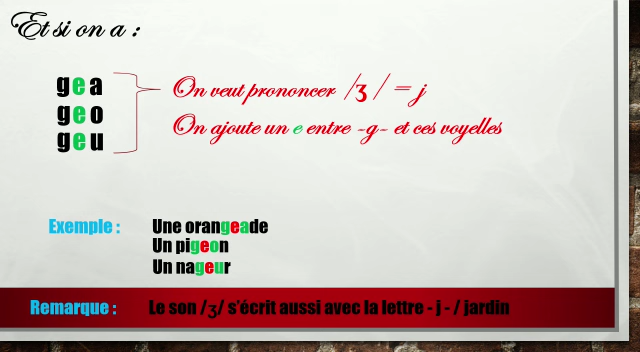 Et si on a :
gea
geo
geu
On veut prononcer /ʒ / = j
On ajoute un e entre -g- et ces voyelles
Exemple : Une orangeade
Un pigeon
Un nageur
Remarque : Le son /ʒ/ s'écrit aussi avec la lettre - j - / jardin